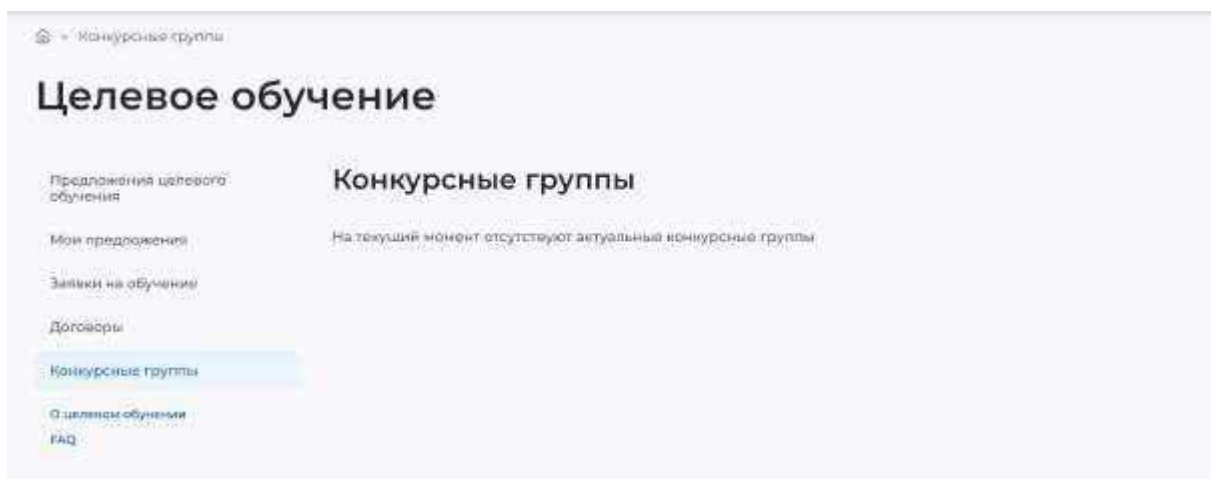 Конкурсные группы
Целевое обучение
Предложения целевого
обучения
Мои предложения
Заявки на обучение
Договоры
Конкурсные группы
О целевом обучении
FAQ
Конкурсные группы
На текущий момент отсутствуют актуальные конкурсные группы